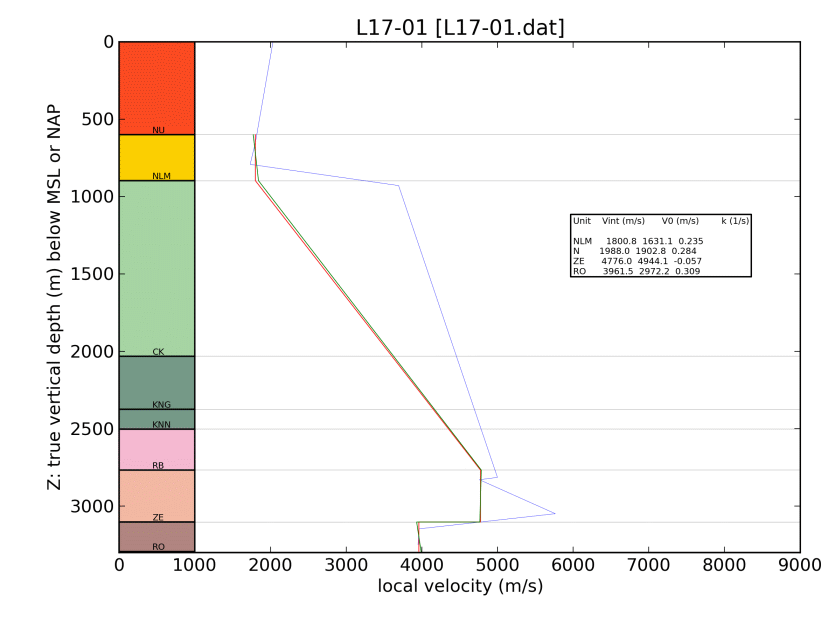 L17-01 [L17-01.dat]
0
500
1000
1500
2000
2500
3000
Z: true vertical depth (m) below MSL or NAP
NU
NLM
CK
KNG
KNN
RB
ZE
RO
Unit Vint (m/s) V0 (m/s) k (1/s)
NLM 1800.8 1631.1 0.235
N 1988.0 1902.8 0.284
ZE 4776.0 4944.1 -0.057
RO 3961.5 2972.2 0.309
0 1000 2000 3000 4000 5000 6000 7000 8000 9000
local velocity (m/s)